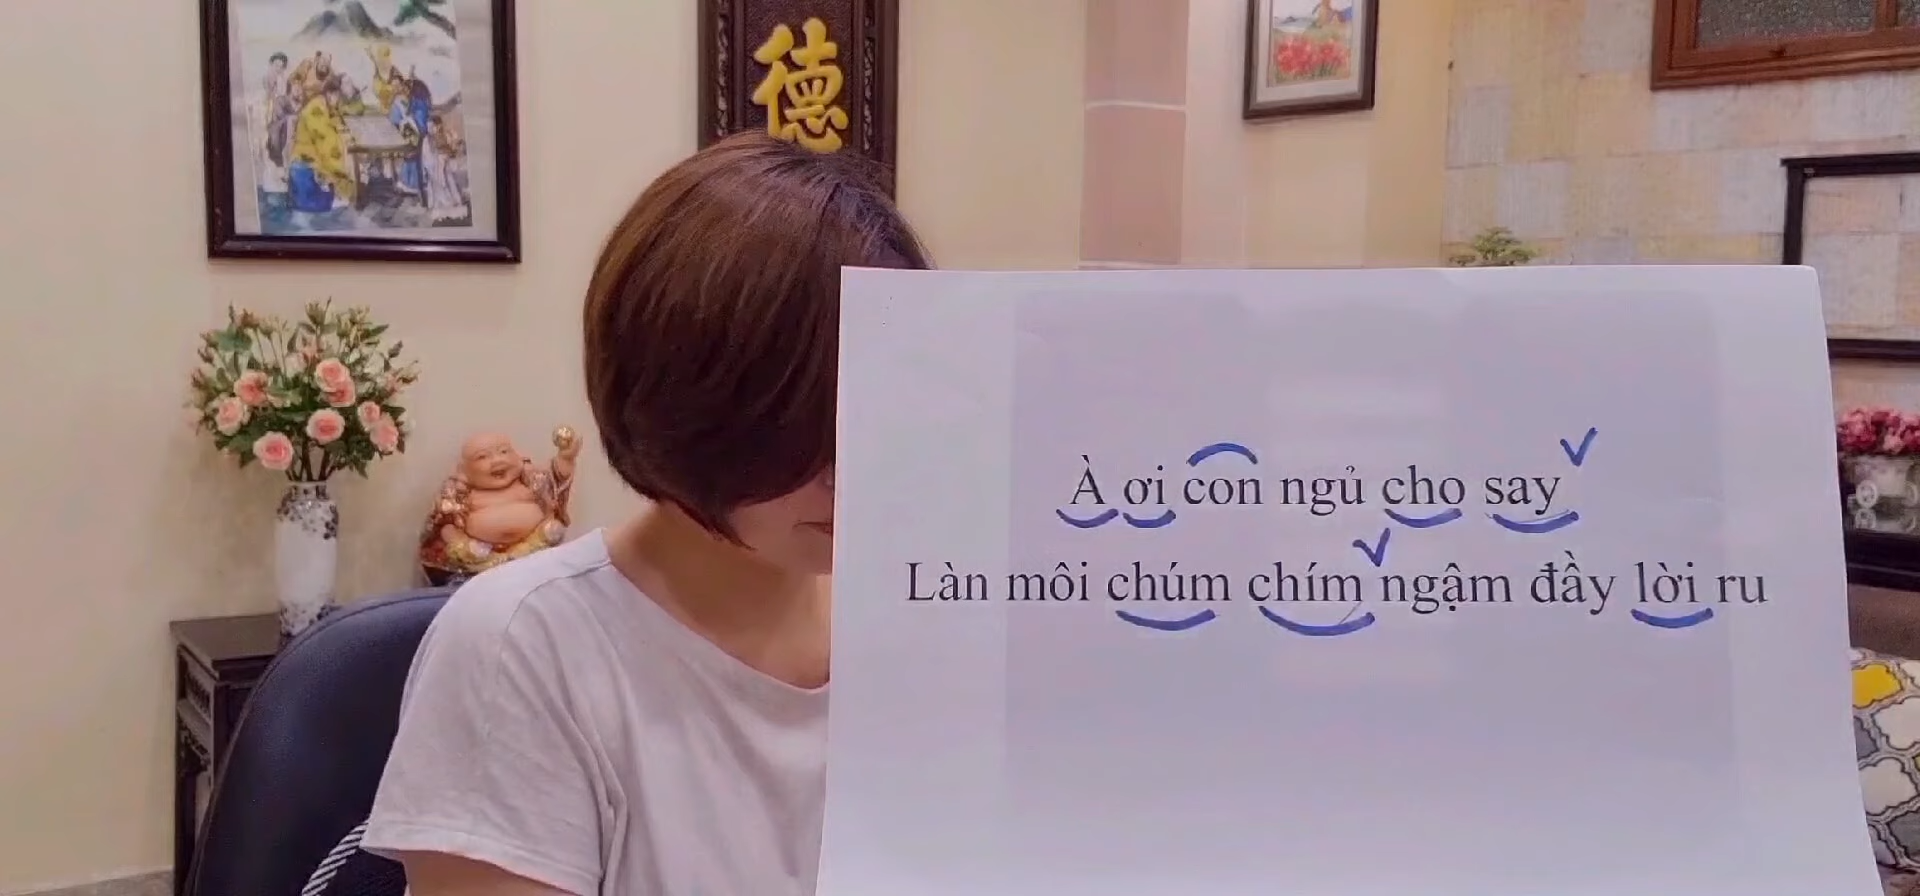 德
À ơi con ngủ cho say
Làn môi chúm chím ngậm đầy lời ru